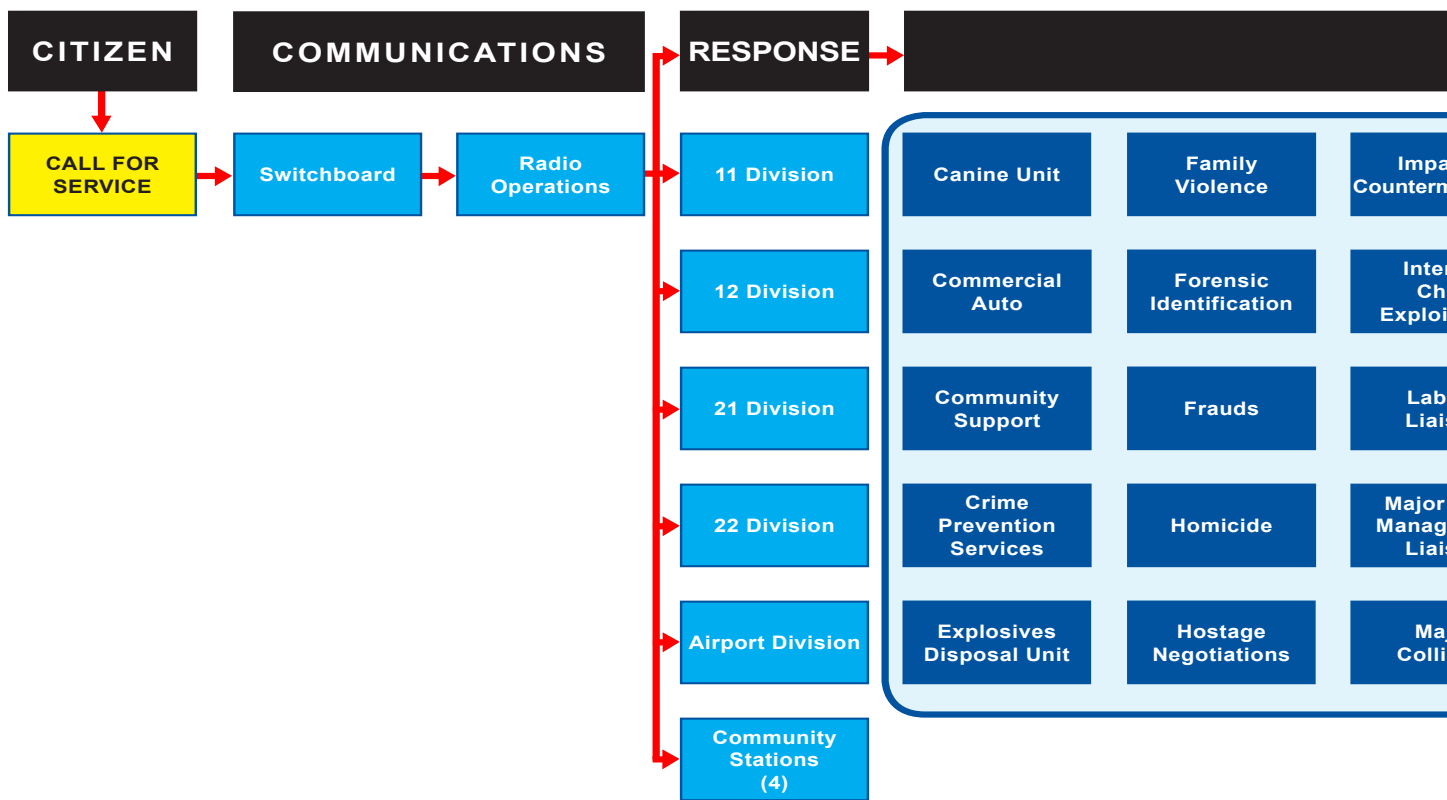 CITIZEN
COMMUNICATIONS
RESPONSE
CALL FOR
SERVICE
Switchboard
Radio
Operations
11 Division
12 Division
21 Division
22 Division
Airport Division
Community
Stations
(4)
Canine Unit
Commercial
Auto
Community
Support
Crime
Prevention
Services
Explosives
Disposal Unit
Family
Violence
Forensic
Identification
Frauds
Homicide
Hostage
Negotiations
Major